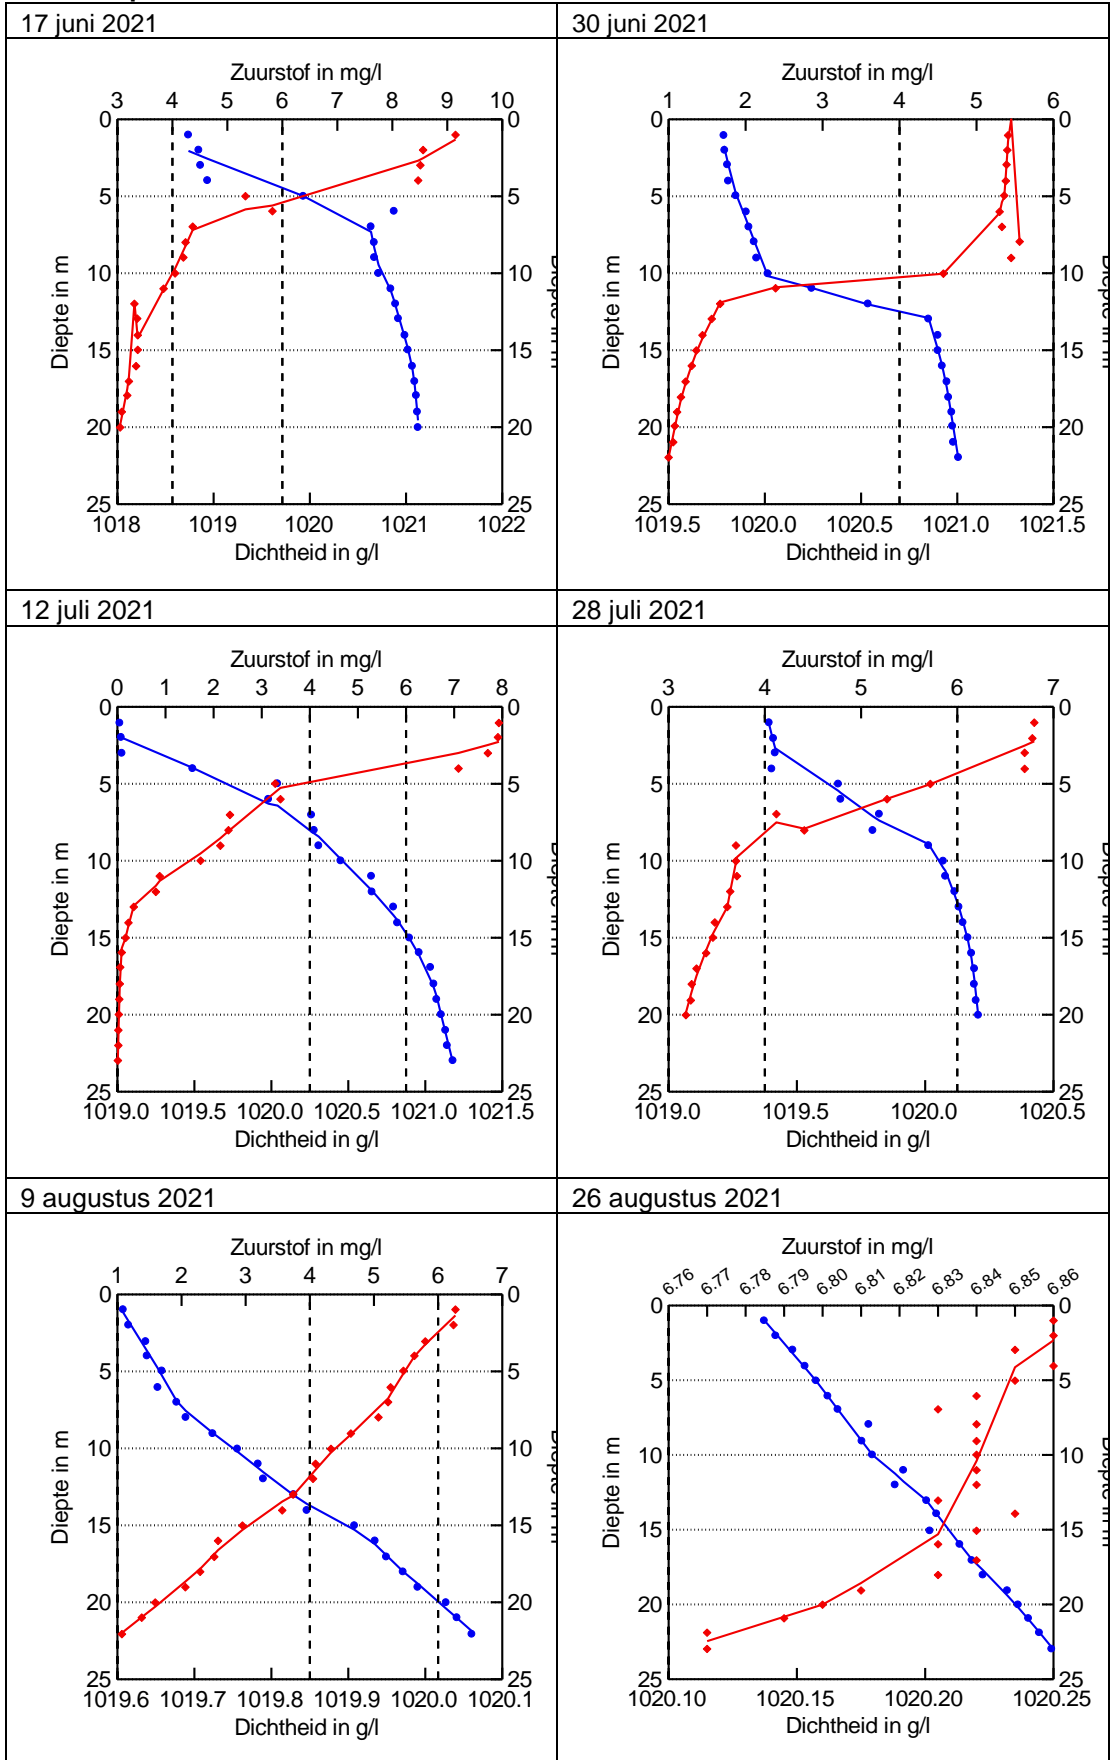 17 juni 2021
30 juni 2021
Zuurstof in mg/l
3 4 5 6 7 8 9 10
0 0
5 5
10 10
15 15
20 20
25 25
Diepte in m
1018 1019 1020 1021 1022
Dichtheid in g/l
Zuurstof in mg/l
1 2 3 4 5 6
0 0
5 5
10 10
15 15
20 20
25 25
Diepte in m
1019.5 1020.0 1020.5 1021.0 1021.5
Dichtheid in g/l
12 juli 2021
28 juli 2021
Zuurstof in mg/l
0 1 2 3 4 5 6 7 8
0 0
5 5
10 10
15 15
20 20
25 25
Diepte in m
1019.0 1019.5 1020.0 1020.5 1021.0 1021.5
Dichtheid in g/l
Zuurstof in mg/l
3 4 5 6 7
0 0
5 5
10 10
15 15
20 20
25 25
Diepte in m
1019.0 1019.5 1020.0 1020.5
Dichtheid in g/l
9 augustus 2021
26 augustus 2021
Zuurstof in mg/l
1 2 3 4 5 6 7
0 0
5 5
10 10
15 15
20 20
25 25
Diepte in m
1019.6 1019.7 1019.8 1019.9 1020.0 1020.1
Dichtheid in g/l
Zuurstof in mg/l
6.76 6.77 6.78 6.79 6.80 6.81 6.82 6.83 6.84 6.85 6.86
0 0
5 5
10 10
15 15
20 20
25 25
Diepte in m
1020.10 1020.15 1020.20 1020.25
Dichtheid in g/l